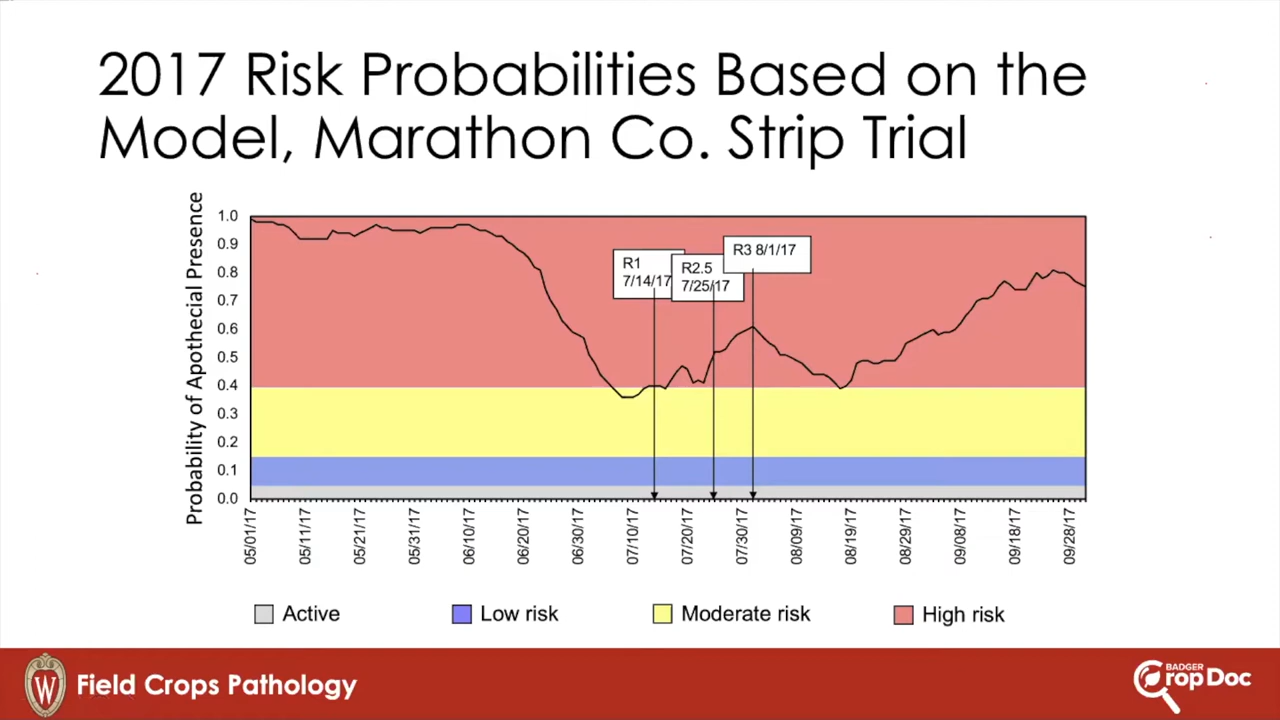 2017 Risk Probabilities Based on the
Model, Marathon Co. Strip Trial
Probability of Apothecial Presence
1.0
0.9
0.8
0.7
0.6
0.5
0.4
0.3
0.2
0.1
0.0
R1
7/14/17
R2.5
7/25/17
R3 8/1/17
05/01/17
05/11/17
05/21/17
05/31/17
06/10/17
06/20/17
06/30/17
07/10/17
07/20/17
07/30/17
08/09/17
08/19/17
08/29/17
09/08/17
09/18/17
09/28/17
Active
Low risk
Moderate risk
High risk
W
Field Crops Pathology
BADGER
Crop Doc